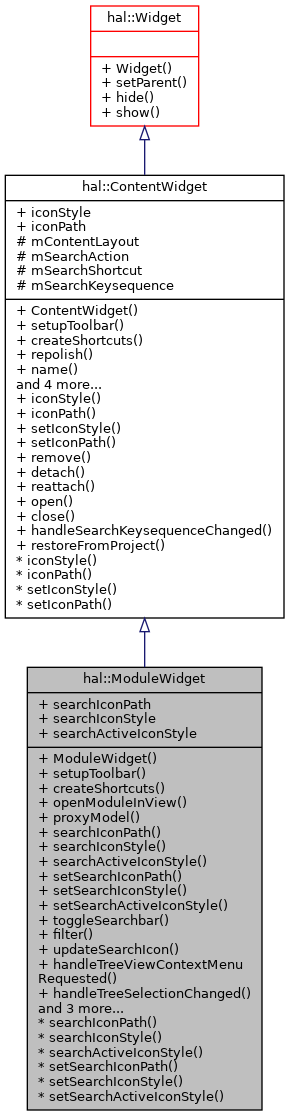 hal::Widget
+ Widget()
+ setParent()
+ hide()
+ show()
hal::ContentWidget
+ iconStyle
+ iconPath
# mContentLayout
# mSearchAction
# mSearchShortcut
# mSearchKeysequence
+ ContentWidget()
+ setupToolbar()
+ createShortcuts()
+ repolish()
+ name()
and 4 more...
+ iconStyle()
+ iconPath()
+ setIconStyle()
+ setIconPath()
+ remove()
+ detach()
+ reattach()
+ open()
+ close()
+ handleSearchKeysequenceChanged()
+ restoreFromProject()
* iconStyle()
* iconPath()
* setIconStyle()
* setIconPath()
hal::ModuleWidget
+ searchIconPath
+ searchIconStyle
+ searchActiveIconStyle
+ ModuleWidget()
+ setupToolbar()
+ createShortcuts()
+ openModuleInView()
+ proxyModel()
+ searchIconPath()
+ searchIconStyle()
+ searchActiveIconStyle()
+ setSearchIconPath()
+ setSearchIconStyle()
+ setSearchActiveIconStyle()
+ toggleSearchbar()
+ filter()
+ updateSearchIcon()
+ handleTreeViewContextMenu
Requested()
+ handleTreeSelectionChanged()
and 3 more...
* searchIconPath()
* searchIconStyle()
* searchActiveIconStyle()
* setSearchIconPath()
* setSearchIconStyle()
* setSearchActiveIconStyle()